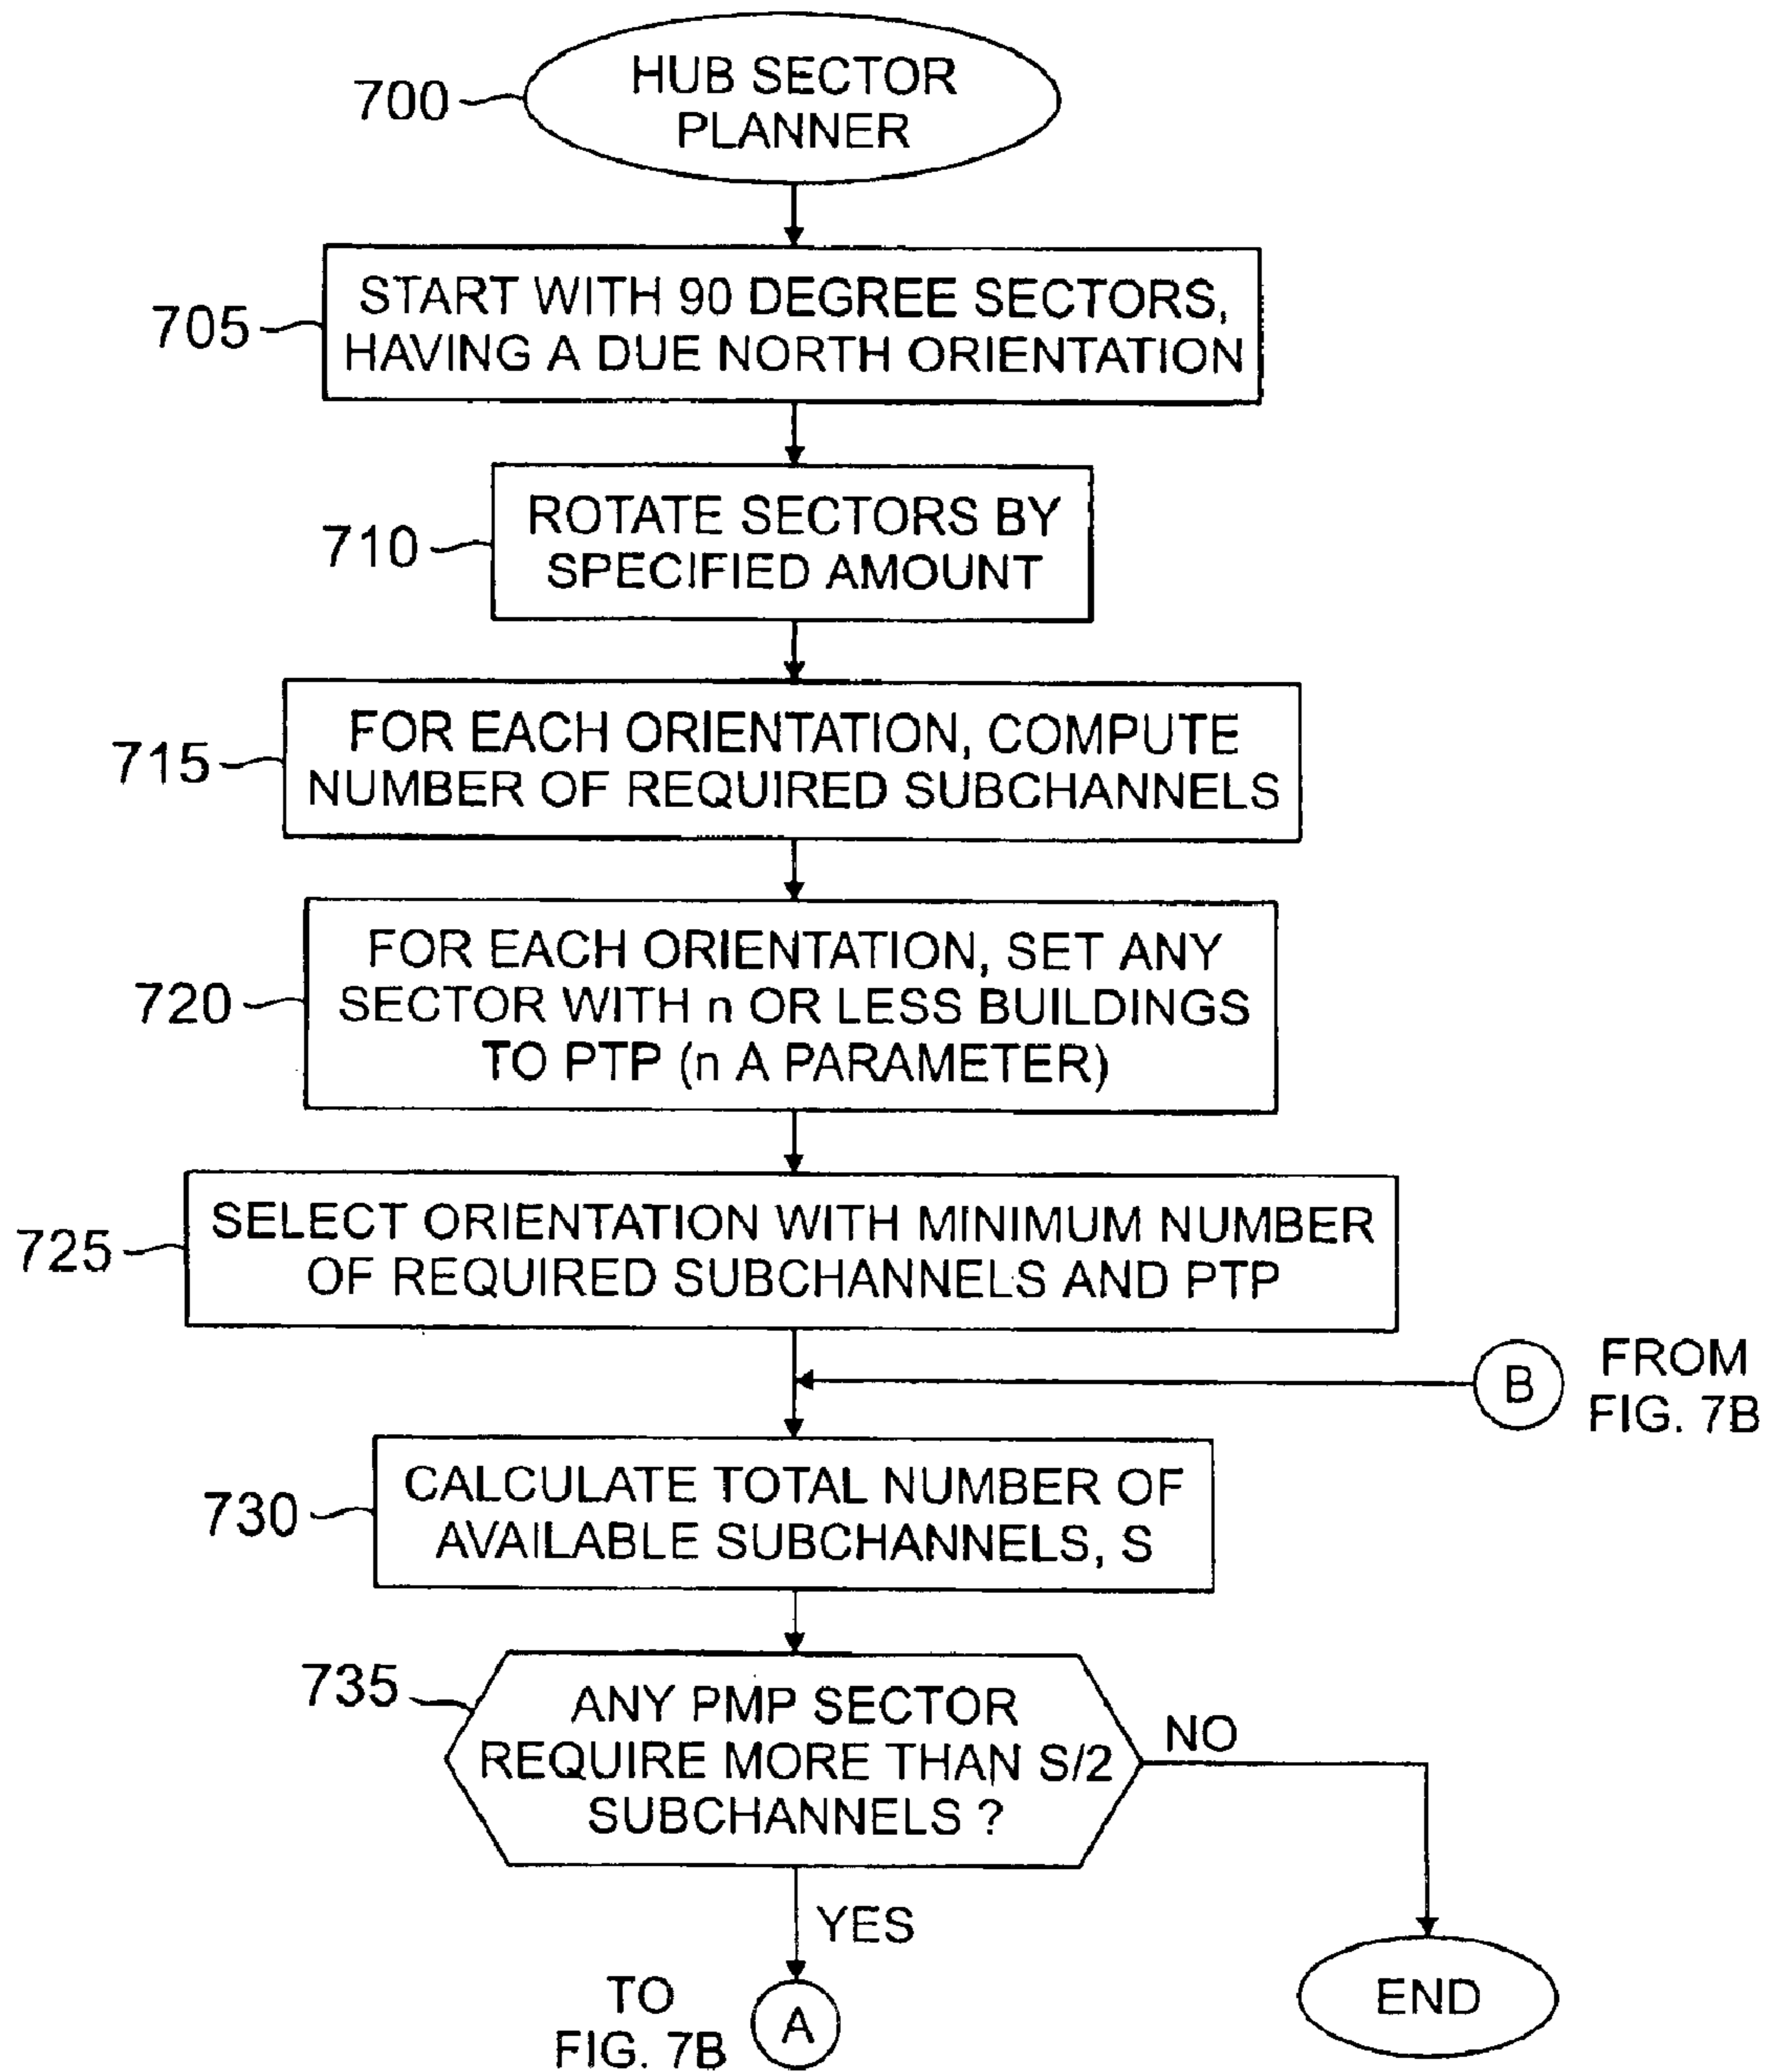 HUB SECTOR
PLANNER
700
START WITH 90 DEGREE SECTORS,
HAVING A DUE NORTH ORIENTATION
705
ROTATE SECTORS BY
SPECIFIED AMOUNT
710
FOR EACH ORIENTATION, COMPUTE
NUMBER OF REQUIRED SUBCHANNELS
715
FOR EACH ORIENTATION, SET ANY
SECTOR WITH n OR LESS BUILDINGS
TO PTP (n A PARAMETER)
720
SELECT ORIENTATION WITH MINIMUM NUMBER
OF REQUIRED SUBCHANNELS AND PTP
725
B
FROM
FIG. 7B
CALCULATE TOTAL NUMBER OF
AVAILABLE SUBCHANNELS, S
730
735
ANY PMP SECTOR
REQUIRE MORE THAN S/2
SUBCHANNELS ?
NO
YES
TO
FIG. 7B
A
END